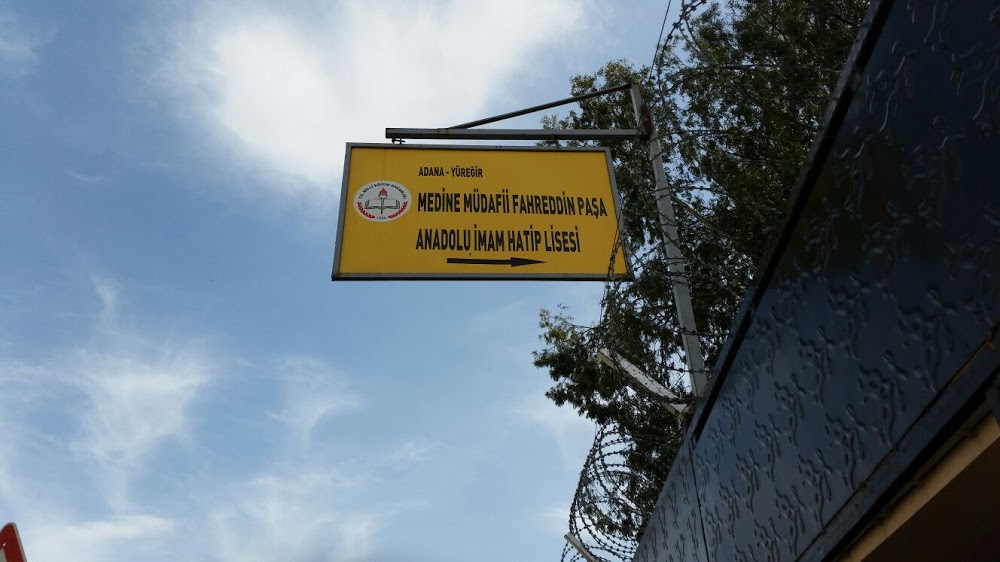 ADANA - YÜREĞİR
MEDİNE MÜDAFİİ FAHREDDİN PAŞA
ANADOLU İMAM HATİP LİSESİ